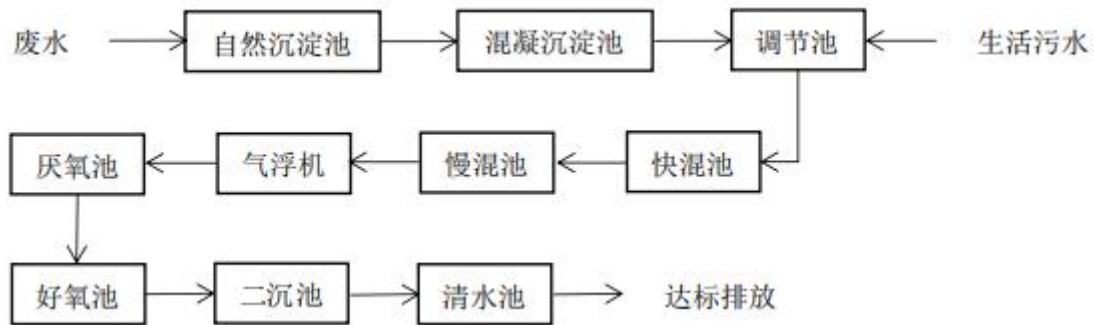 废水 自然沉淀池 混凝沉淀池 调节池 生活污水
厌氧池 气浮机 慢混池 快混池
好氧池 二沉池 清水池 达标排放